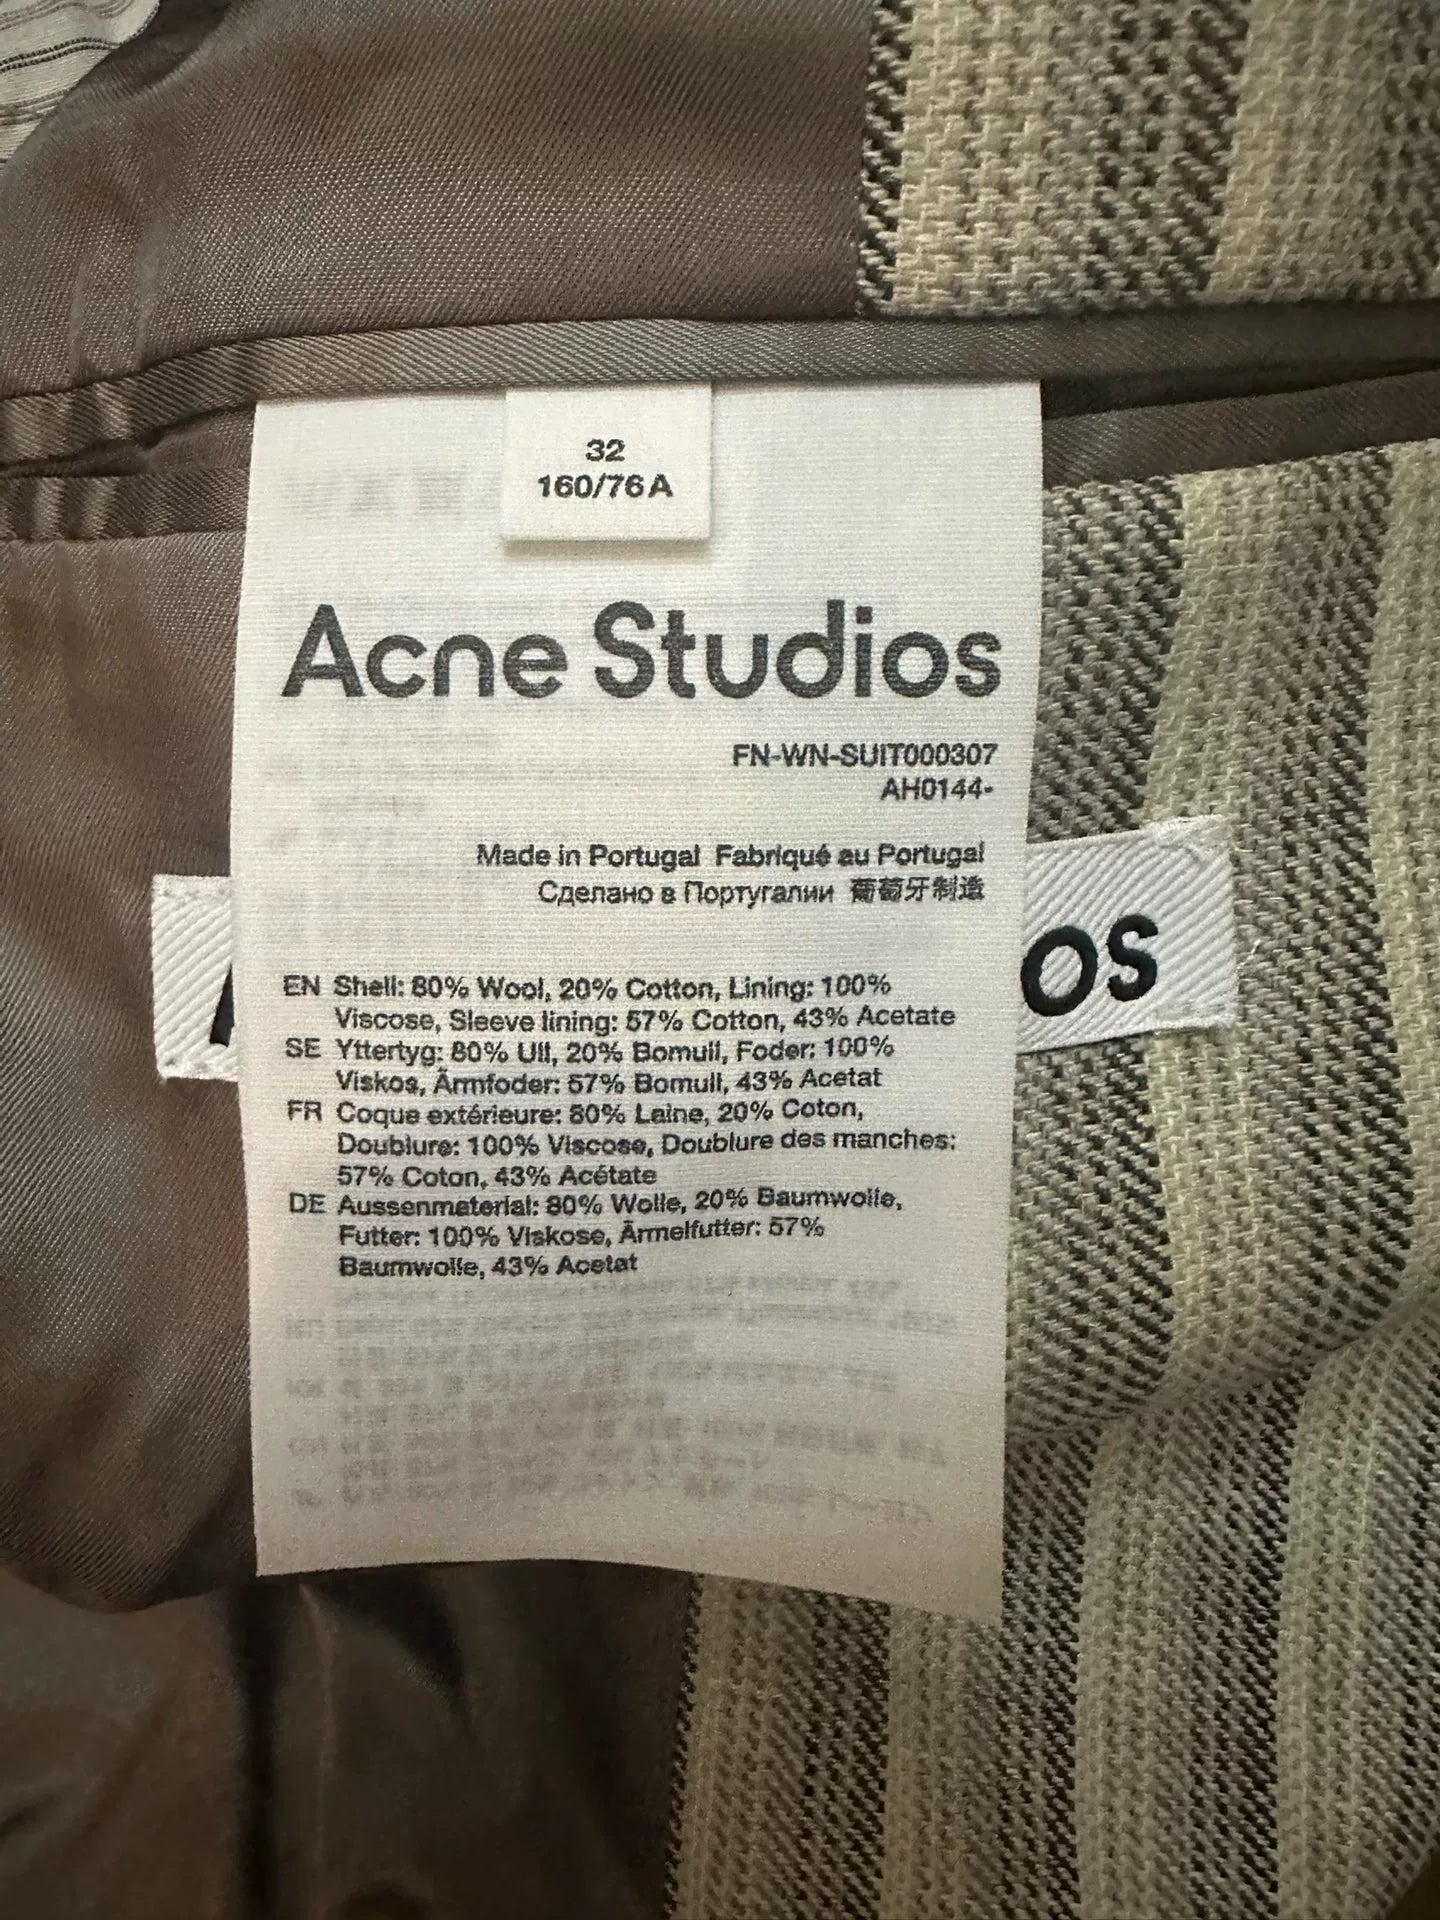 32
160/76A
Acne Studios
FN-WN-SUIT000307
AH0144-
Made in Portugal Fabriqué au Portugal
Сделано в Португалии 葡萄牙制造
OS
EN Shell: 80% Wool, 20% Cotton, Lining: 100%
Viscose, Sleeve lining: 57% Cotton, 43% Acetate
SE Yttertyg: 80% Ull, 20% Bomull, Foder: 100%
Viskos, Ärmfoder: 57% Bomull, 43% Acetat
FR Coque extérieure: 80% Laine, 20% Coton,
Doublure: 100% Viscose, Doublure des manches:
57% Coton, 43% Acétate
DE Aussenmaterial: 80% Wolle, 20% Baumwolle,
Futter: 100% Viskose, Ärmelfutter: 57%
Baumwolle, 43% Acetat